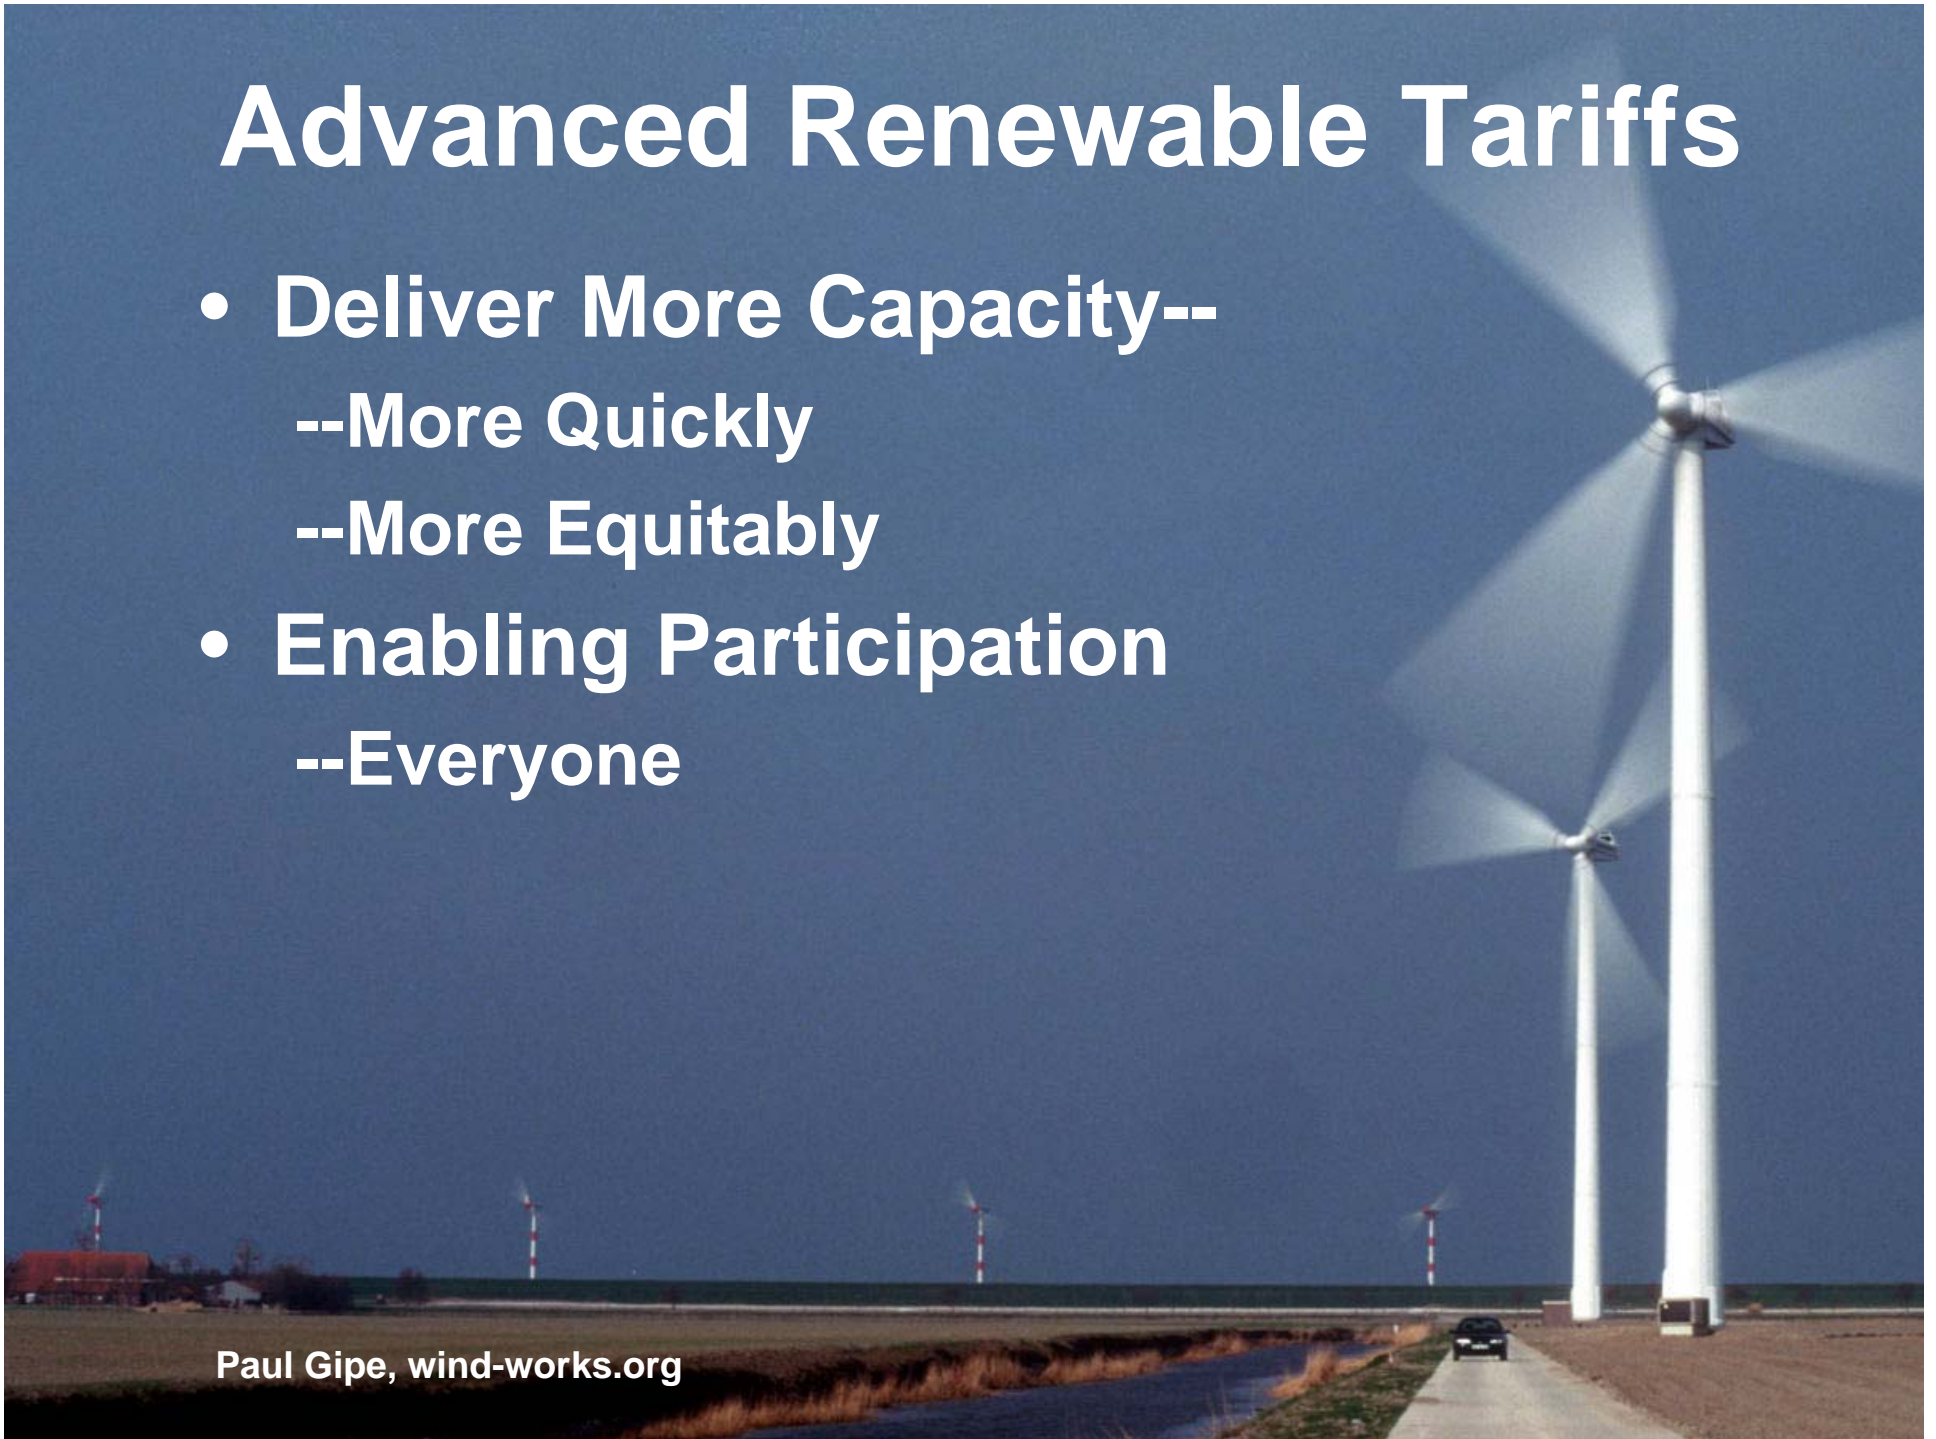 Advanced Renewable Tariffs
• Deliver More Capacity--
--More Quickly
--More Equitably
• Enabling Participation
--Everyone
Paul Gipe, wind-works.org